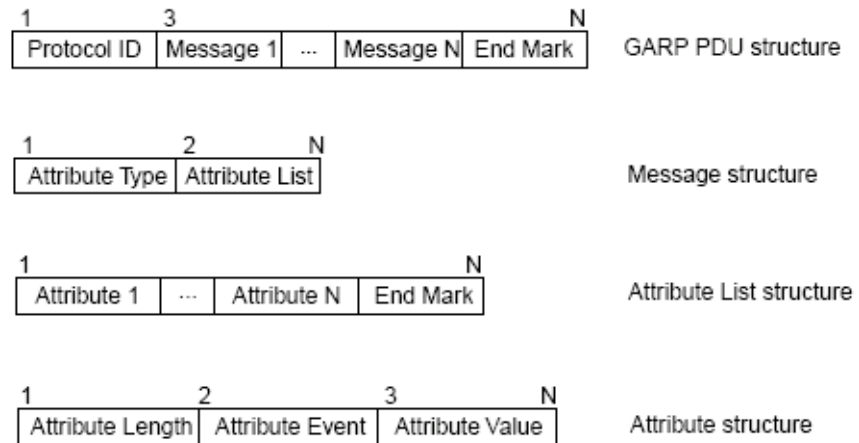 1 3 N
Protocol ID Message 1 ... Message N End Mark GARP PDU structure
1 2 N
Attribute Type Attribute List Message structure
1 N
Attribute 1 ... Attribute N End Mark Attribute List structure
1 2 3 N
Attribute Length Attribute Event Attribute Value Attribute structure